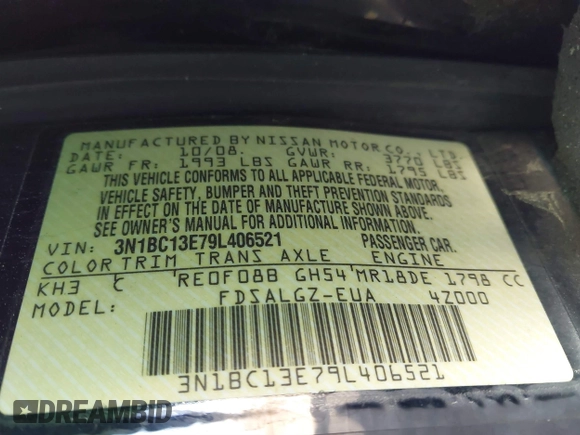 MANUFACTURED BY NISSAN MOTOR CO., LTD.
DATE: 10/08. GVWR: 3770 LBS
GAWR FR: 1993 LBS GAWR RR: 1795 LBS
THIS VEHICLE CONFORMS TO ALL APPLICABLE FEDERAL MOTOR
VEHICLE SAFETY, BUMPER AND THEFT PREVENTION STANDARDS
IN EFFECT ON THE DATE OF MANUFACTURE SHOWN ABOVE.
SEE OWNER'S MANUAL FOR ADDITIONAL INFORMATION.
VIN: 3N1BC13E79L406521 PASSENGER CAR.
COLOR TRIM TRANS AXLE ENGINE
KH3 C RE0F08B GH54 MR18DE 1798 CC
MODEL: FDSALGZ-EUA 4Z000
3N1BC13E79L406521
DREAMBID